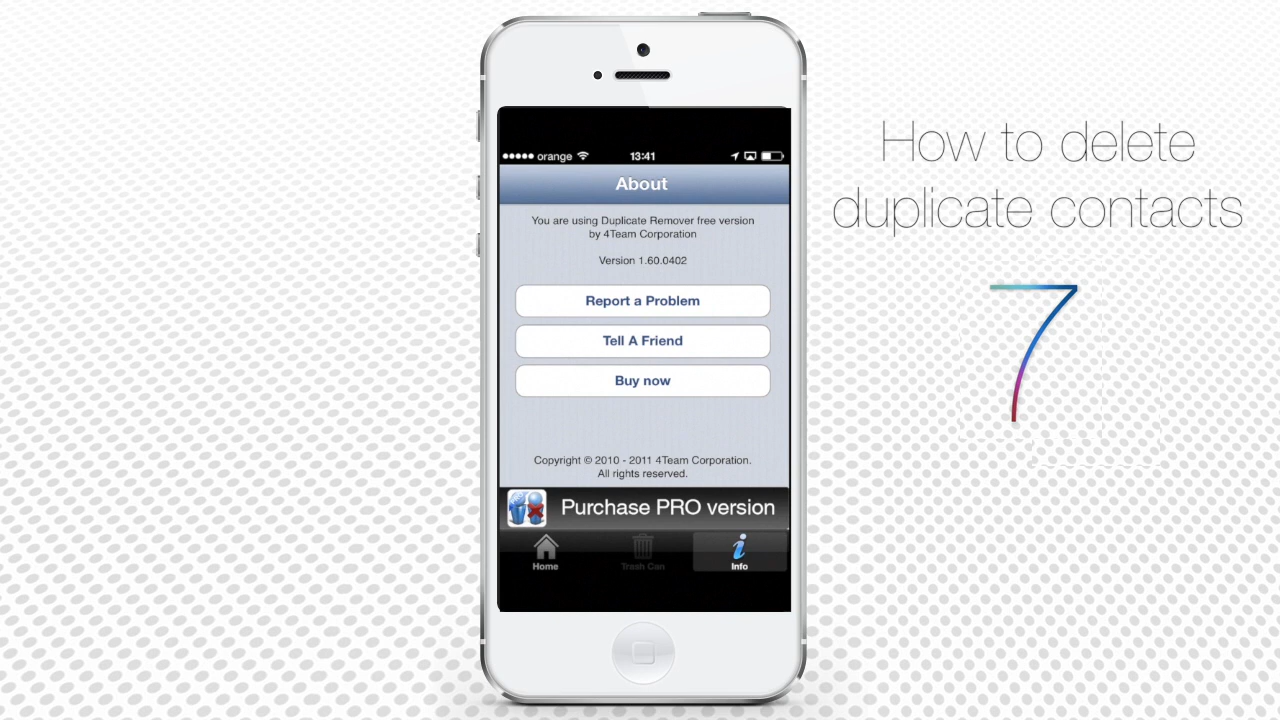 orange 13:41
About
You are using Duplicate Remover free version
by 4Team Corporation
Version 1.60.0402
Report a Problem
Tell A Friend
Buy now
Copyright © 2010 - 2011 4Team Corporation.
All rights reserved.
Purchase PRO version
Home Trash Can Info
How to delete
duplicate contacts
7